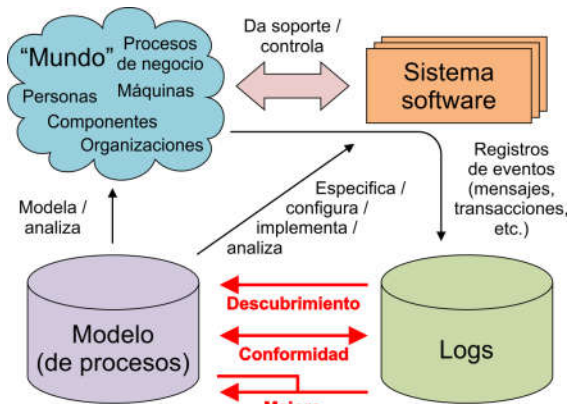 “Mundo”
Procesos
de negocio
Personas
Máquinas
Componentes
Organizaciones
Da soporte /
controla
Sistema
software
Registros
de eventos
(mensajes,
transacciones,
etc.)
Modela /
analiza
Especifica /
configura /
implementa /
analiza
Descubrimiento
Modelo
(de procesos)
Conformidad
Logs